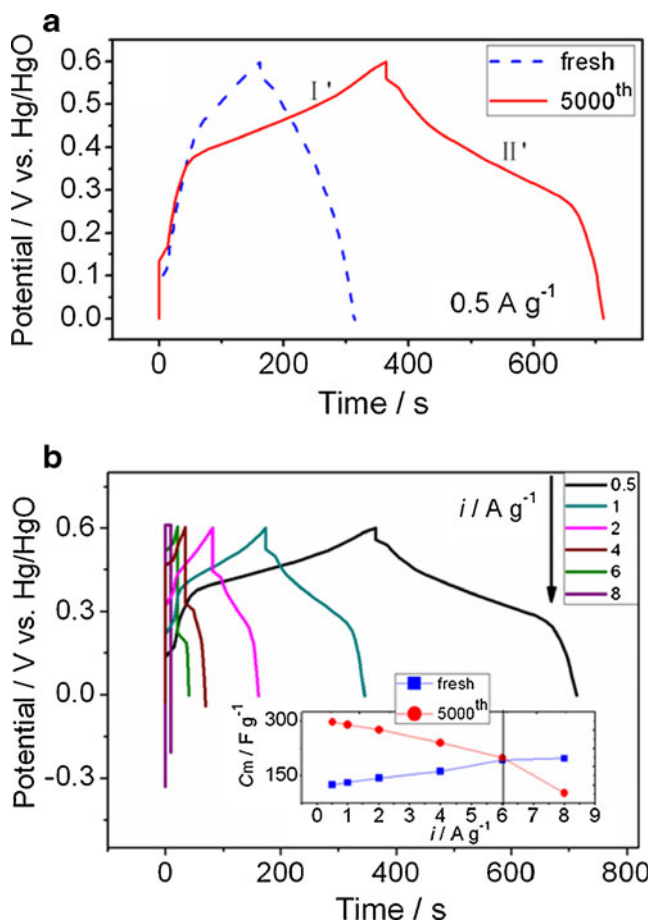 a
Potential / V vs. Hg/HgO
0.6
0.5
0.4
0.3
0.2
0.1
0.0
fresh
5000th
I'
II'
0.5 A g-1
0 200 400 600
Time / s
b
Potential / V vs. Hg/HgO
0.6
0.3
0.0
-0.3
i / A g-1
0.5
1
2
4
6
8
fresh
5000th
Cm / F g-1
300
150
0 1 2 3 4 5 6 7 8 9
i / A g-1
0 200 400 600 800
Time / s